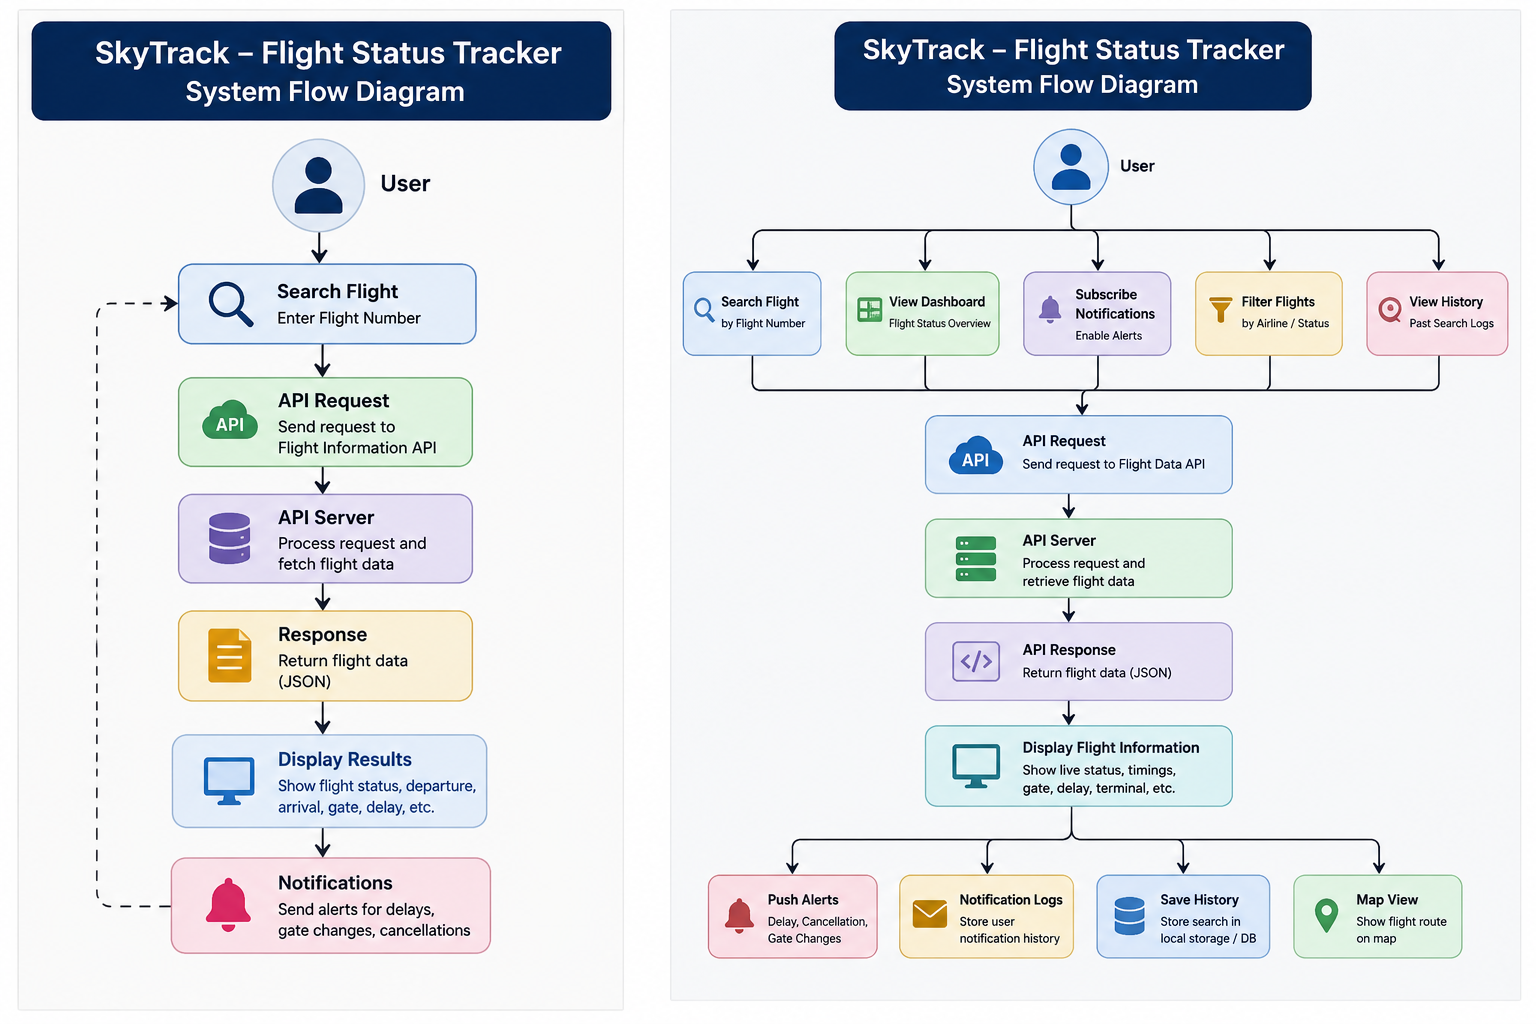 SkyTrack – Flight Status Tracker
System Flow Diagram
User
Search Flight
Enter Flight Number
API
API Request
Send request to
Flight Information API
API Server
Process request and
fetch flight data
Response
Return flight data
(JSON)
Display Results
Show flight status, departure,
arrival, gate, delay, etc.
Notifications
Send alerts for delays,
gate changes, cancellations
SkyTrack – Flight Status Tracker
System Flow Diagram
User
Search Flight
by Flight Number
View Dashboard
Flight Status Overview
Subscribe
Notifications
Enable Alerts
Filter Flights
by Airline / Status
View History
Past Search Logs
API
API Request
Send request to Flight Data API
API Server
Process request and
retrieve flight data
</>
API Response
Return flight data (JSON)
Display Flight Information
Show live status, timings,
gate, delay, terminal, etc.
Push Alerts
Delay, Cancellation,
Gate Changes
Notification Logs
Store user
notification history
Save History
Store search in
local storage / DB
Map View
Show flight route
on map